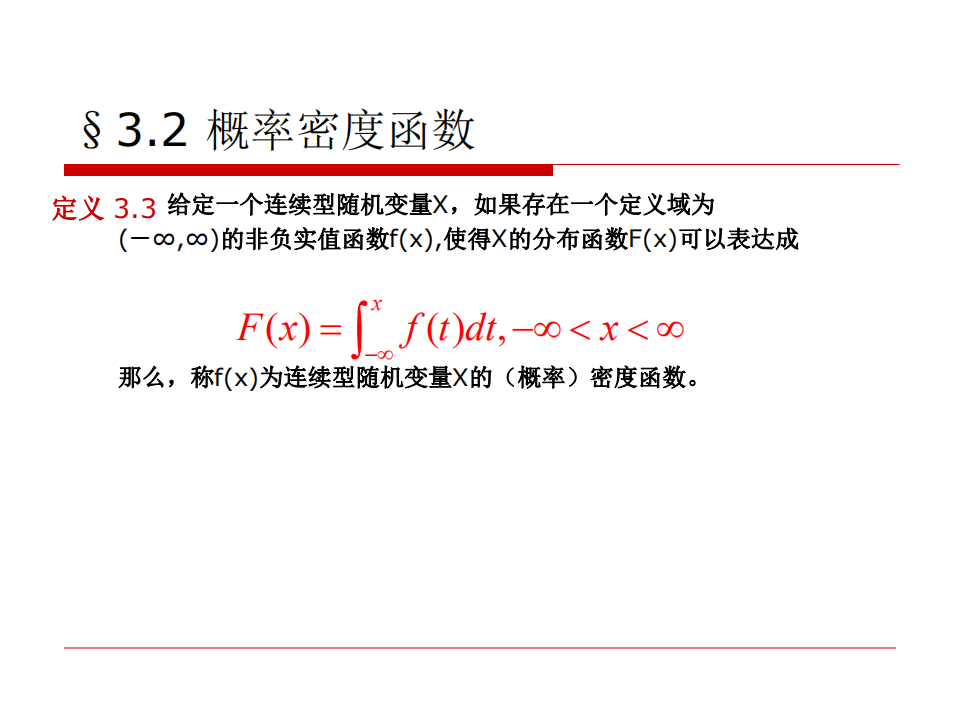 §3.2 概率密度函数
定义 3.3 给定一个连续型随机变量X，如果存在一个定义域为
(－∞,∞)的非负实值函数f(x),使得X的分布函数F(x)可以表达成
F(x) = ∫_{−∞}^{x} f(t)dt, −∞ < x < ∞
那么，称f(x)为连续型随机变量X的（概率）密度函数。